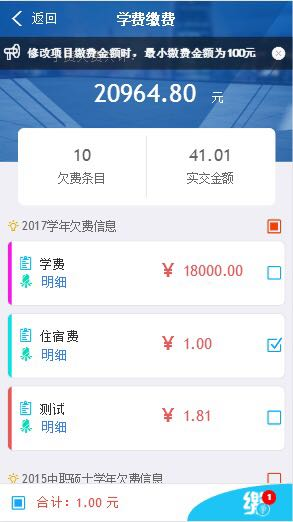 返回
学费缴费
修改项目缴费金额时，最小缴费金额为100元
20964.80 元
10
41.01
欠费条目
实交金额
2017学年欠费信息
学费
¥ 18000.00
明细
住宿费
¥ 1.00
明细
测试
¥ 1.81
明细
2015中职硕士学年欠费信息
合计：1.00 元
缴
1